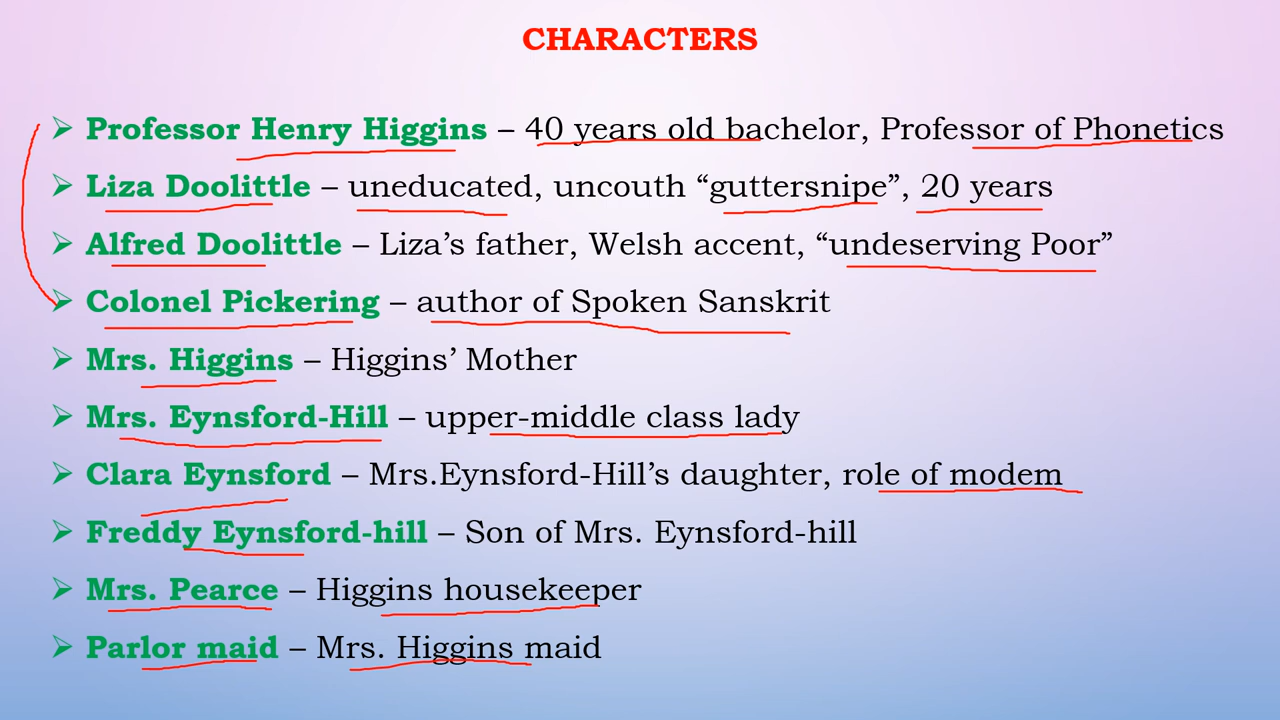 CHARACTERS
➢ Professor Henry Higgins – 40 years old bachelor, Professor of Phonetics
➢ Liza Doolittle – uneducated, uncouth “guttersnipe”, 20 years
➢ Alfred Doolittle – Liza’s father, Welsh accent, “undeserving Poor”
➢ Colonel Pickering – author of Spoken Sanskrit
➢ Mrs. Higgins – Higgins’ Mother
➢ Mrs. Eynsford-Hill – upper-middle class lady
➢ Clara Eynsford – Mrs.Eynsford-Hill’s daughter, role of modem
➢ Freddy Eynsford-hill – Son of Mrs. Eynsford-hill
➢ Mrs. Pearce – Higgins housekeeper
➢ Parlor maid – Mrs. Higgins maid